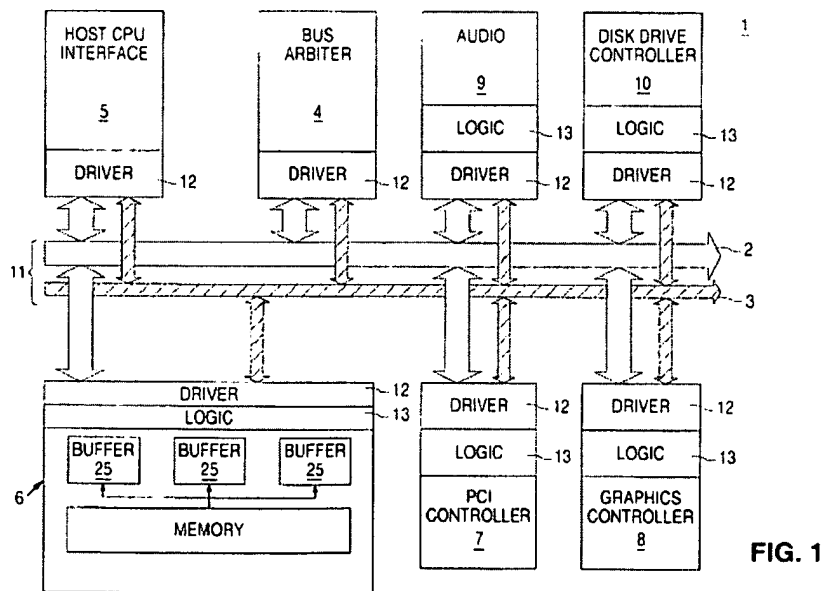 HOST CPU
INTERFACE
5
DRIVER
12
BUS
ARBITER
4
DRIVER
12
AUDIO
9
LOGIC
13
DRIVER
12
DISK DRIVE
CONTROLLER
10
LOGIC
13
DRIVER
12
1
11
2
3
DRIVER
12
LOGIC
13
BUFFER
25
BUFFER
25
BUFFER
25
MEMORY
6
DRIVER
12
LOGIC
13
PCI
CONTROLLER
7
DRIVER
12
LOGIC
13
GRAPHICS
CONTROLLER
8
FIG. 1